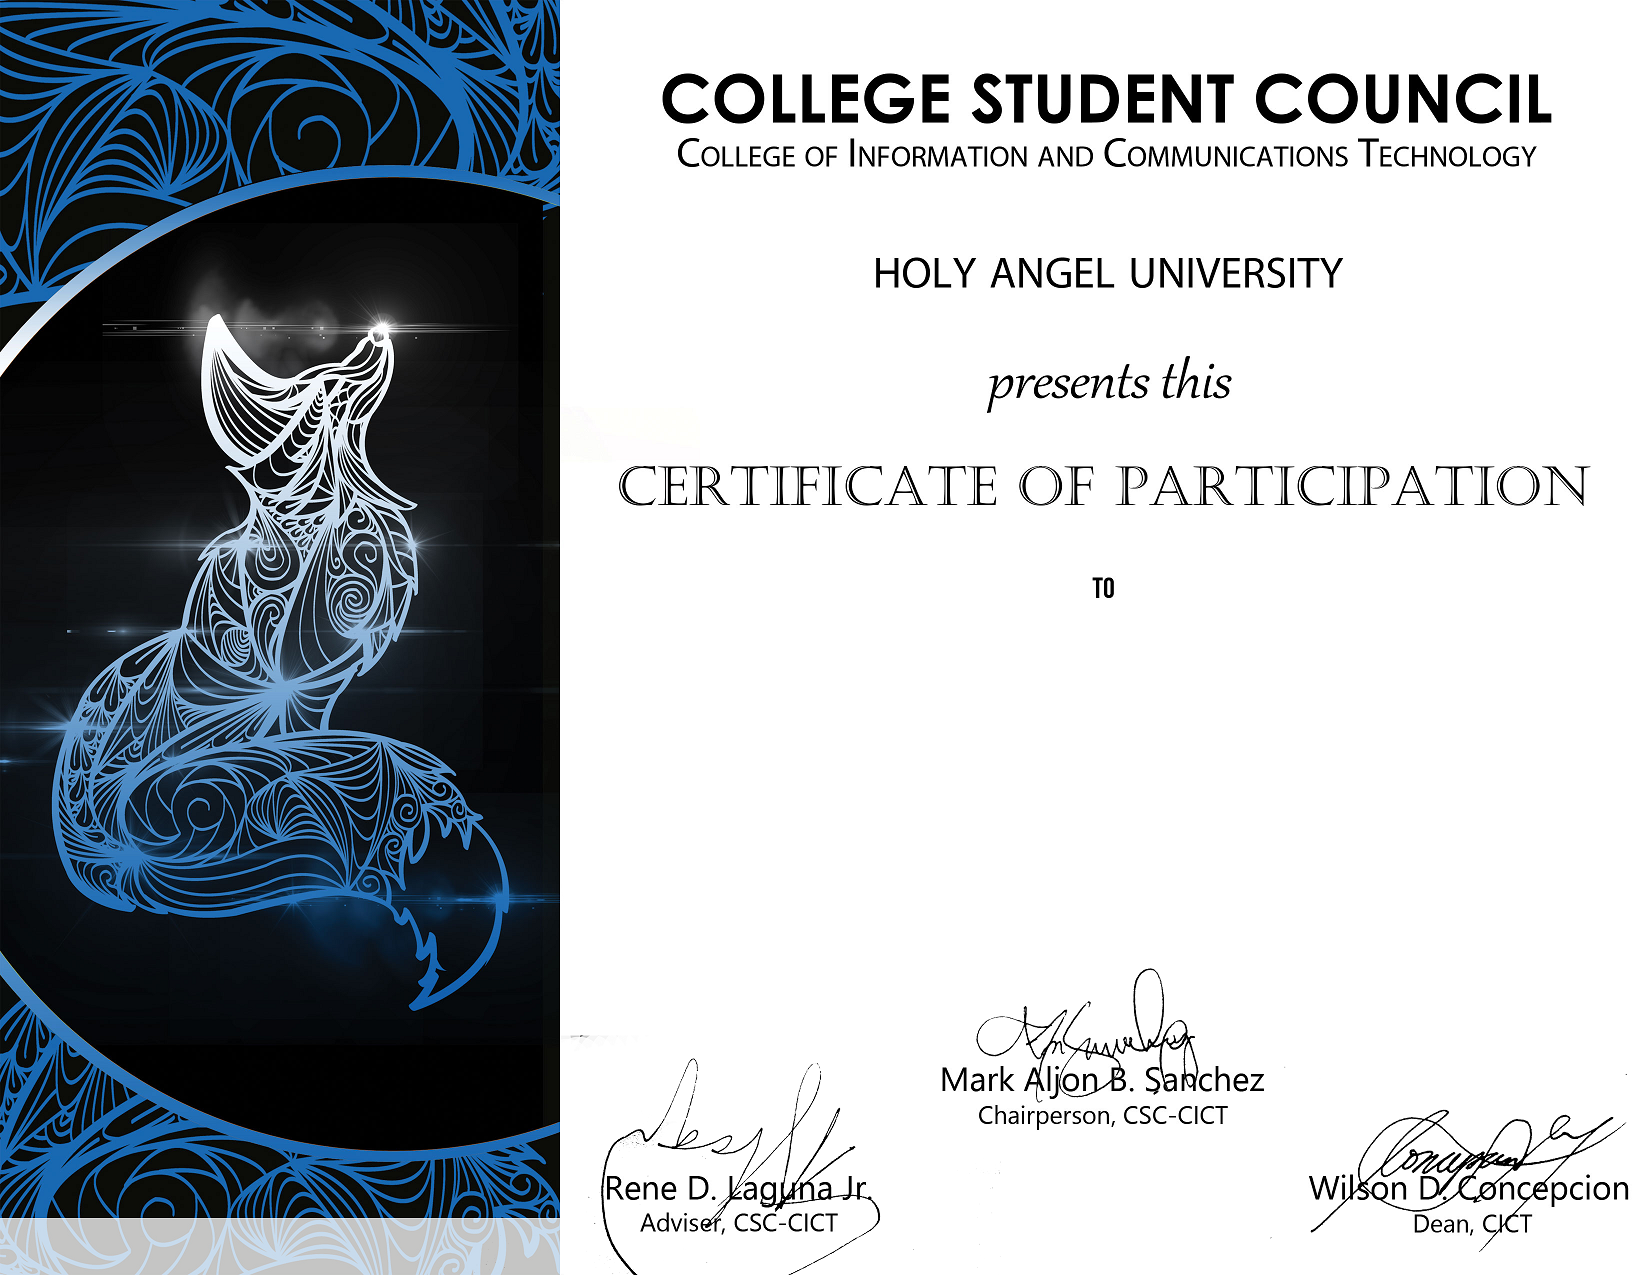 COLLEGE STUDENT COUNCIL
COLLEGE OF INFORMATION AND COMMUNICATIONS TECHNOLOGY
HOLY ANGEL UNIVERSITY
presents this
CERTIFICATE OF PARTICIPATION
TO
Mark Aljon B. Sanchez
Chairperson, CSC-CICT
Rene D. Laguna Jr.
Adviser, CSC-CICT
Wilson D. Concepcion
Dean, CICT